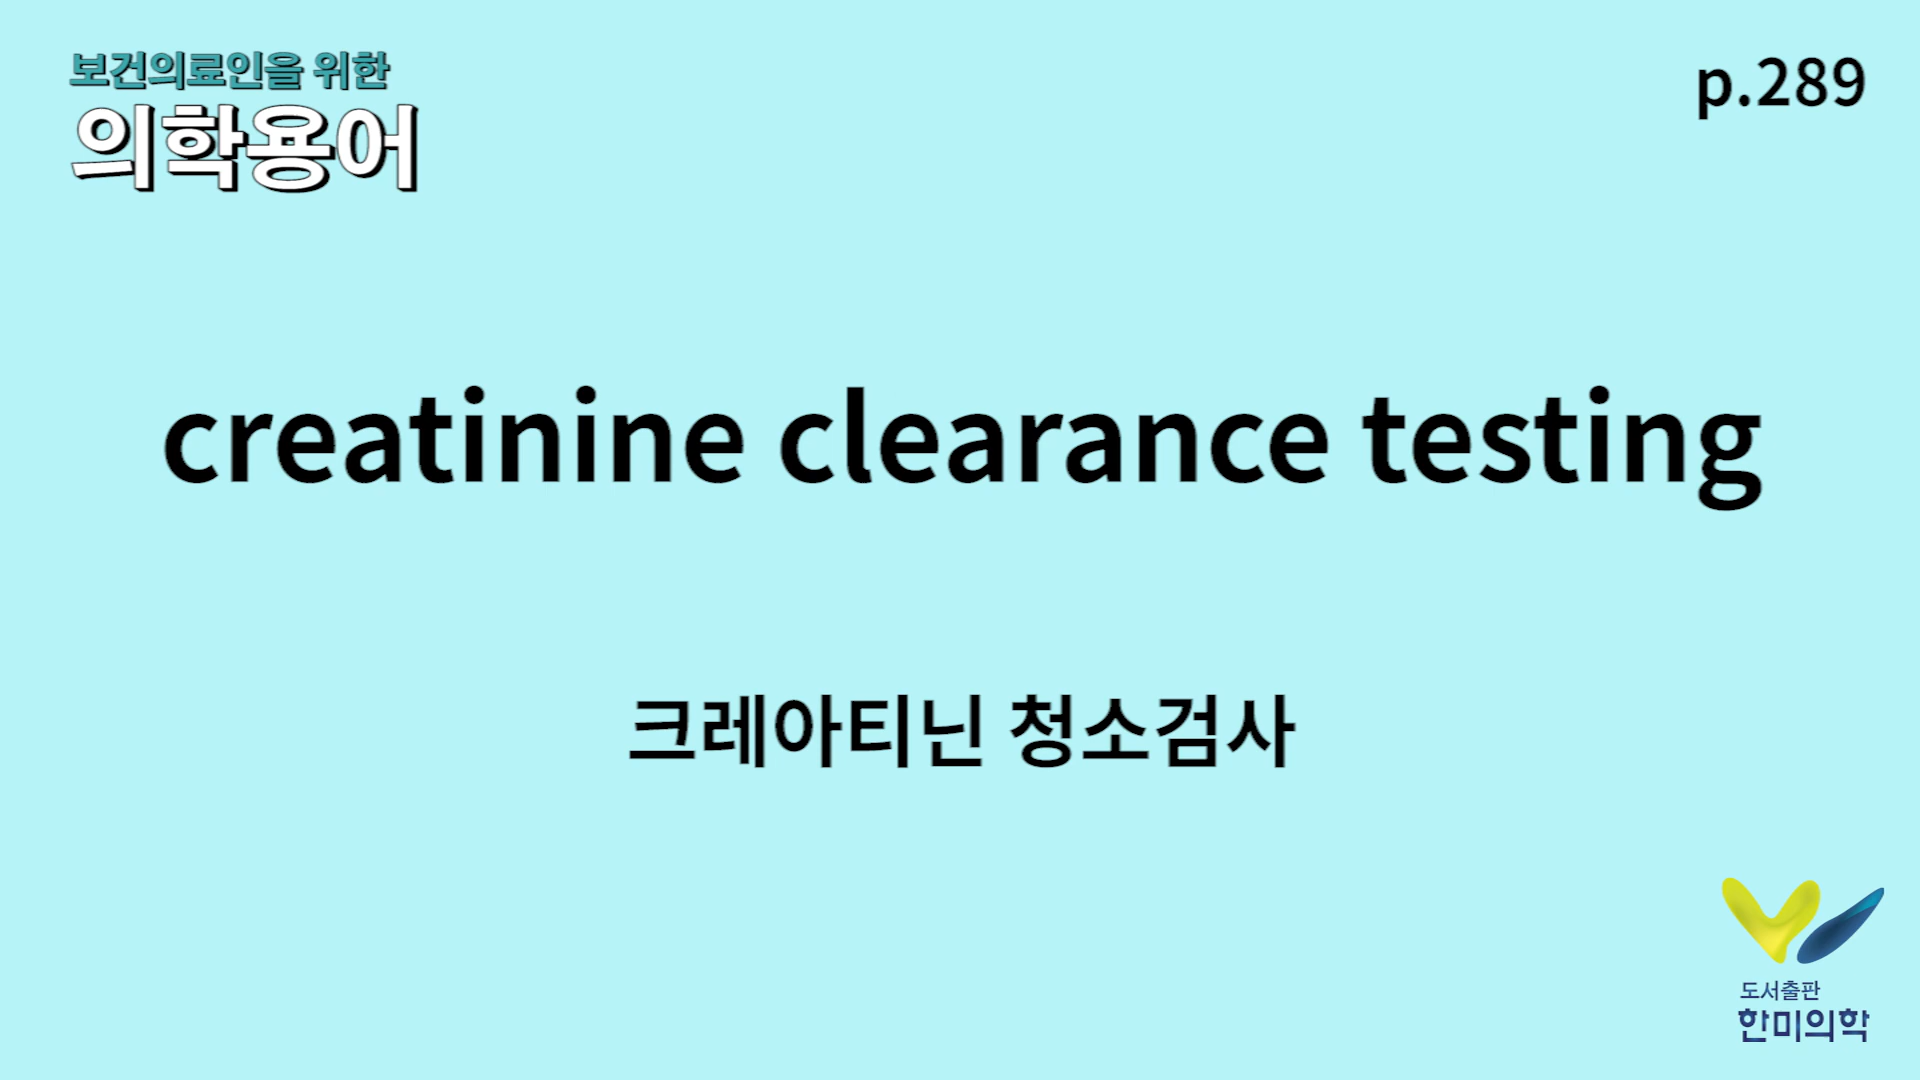 보건의료인을 위한
의학용어
p.289
creatinine clearance testing
크레아티닌 청소검사
도서출판
한미의학